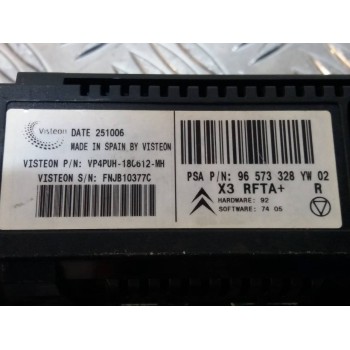 Visteon
DATE 251006
MADE IN SPAIN BY VISTEON
VISTEON P/N: VP4PUH-18C612-MH
VISTEON S/N: FNJB10377C
PSA P/N: 96 573 328 YW 02
X3 RFTA+ R
HARDWARE: 92
SOFTWARE: 74 05